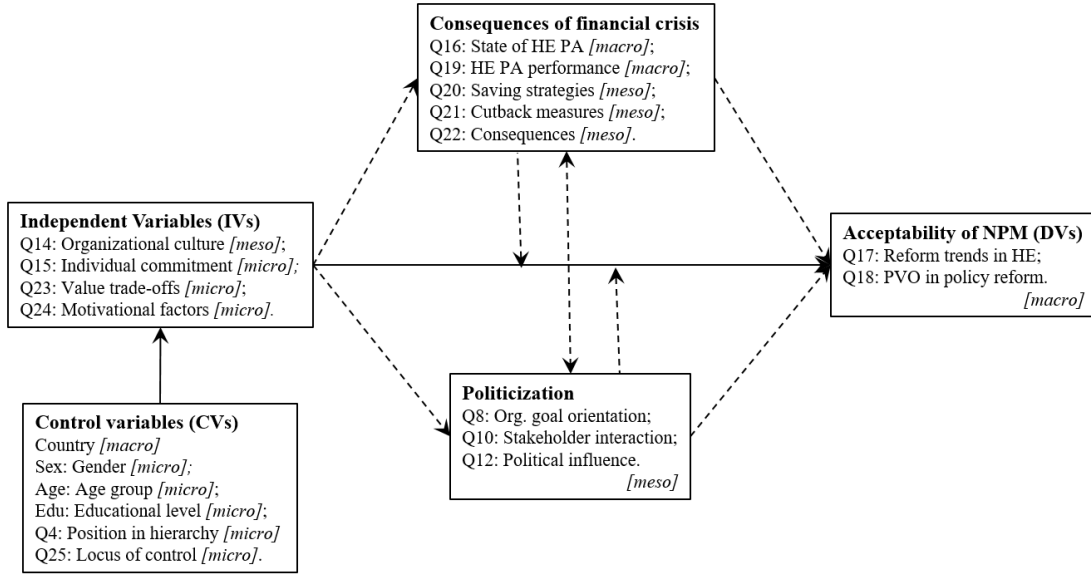 Consequences of financial crisis
Q16: State of HE PA [macro];
Q19: HE PA performance [macro];
Q20: Saving strategies [meso];
Q21: Cutback measures [meso];
Q22: Consequences [meso].
Independent Variables (IVs)
Q14: Organizational culture [meso];
Q15: Individual commitment [micro];
Q23: Value trade-offs [micro];
Q24: Motivational factors [micro].
Acceptability of NPM (DVs)
Q17: Reform trends in HE;
Q18: PVO in policy reform.
[macro]
Politicization
Q8: Org. goal orientation;
Q10: Stakeholder interaction;
Q12: Political influence.
[meso]
Control variables (CVs)
Country [macro]
Sex: Gender [micro];
Age: Age group [micro];
Edu: Educational level [micro];
Q4: Position in hierarchy [micro]
Q25: Locus of control [micro].